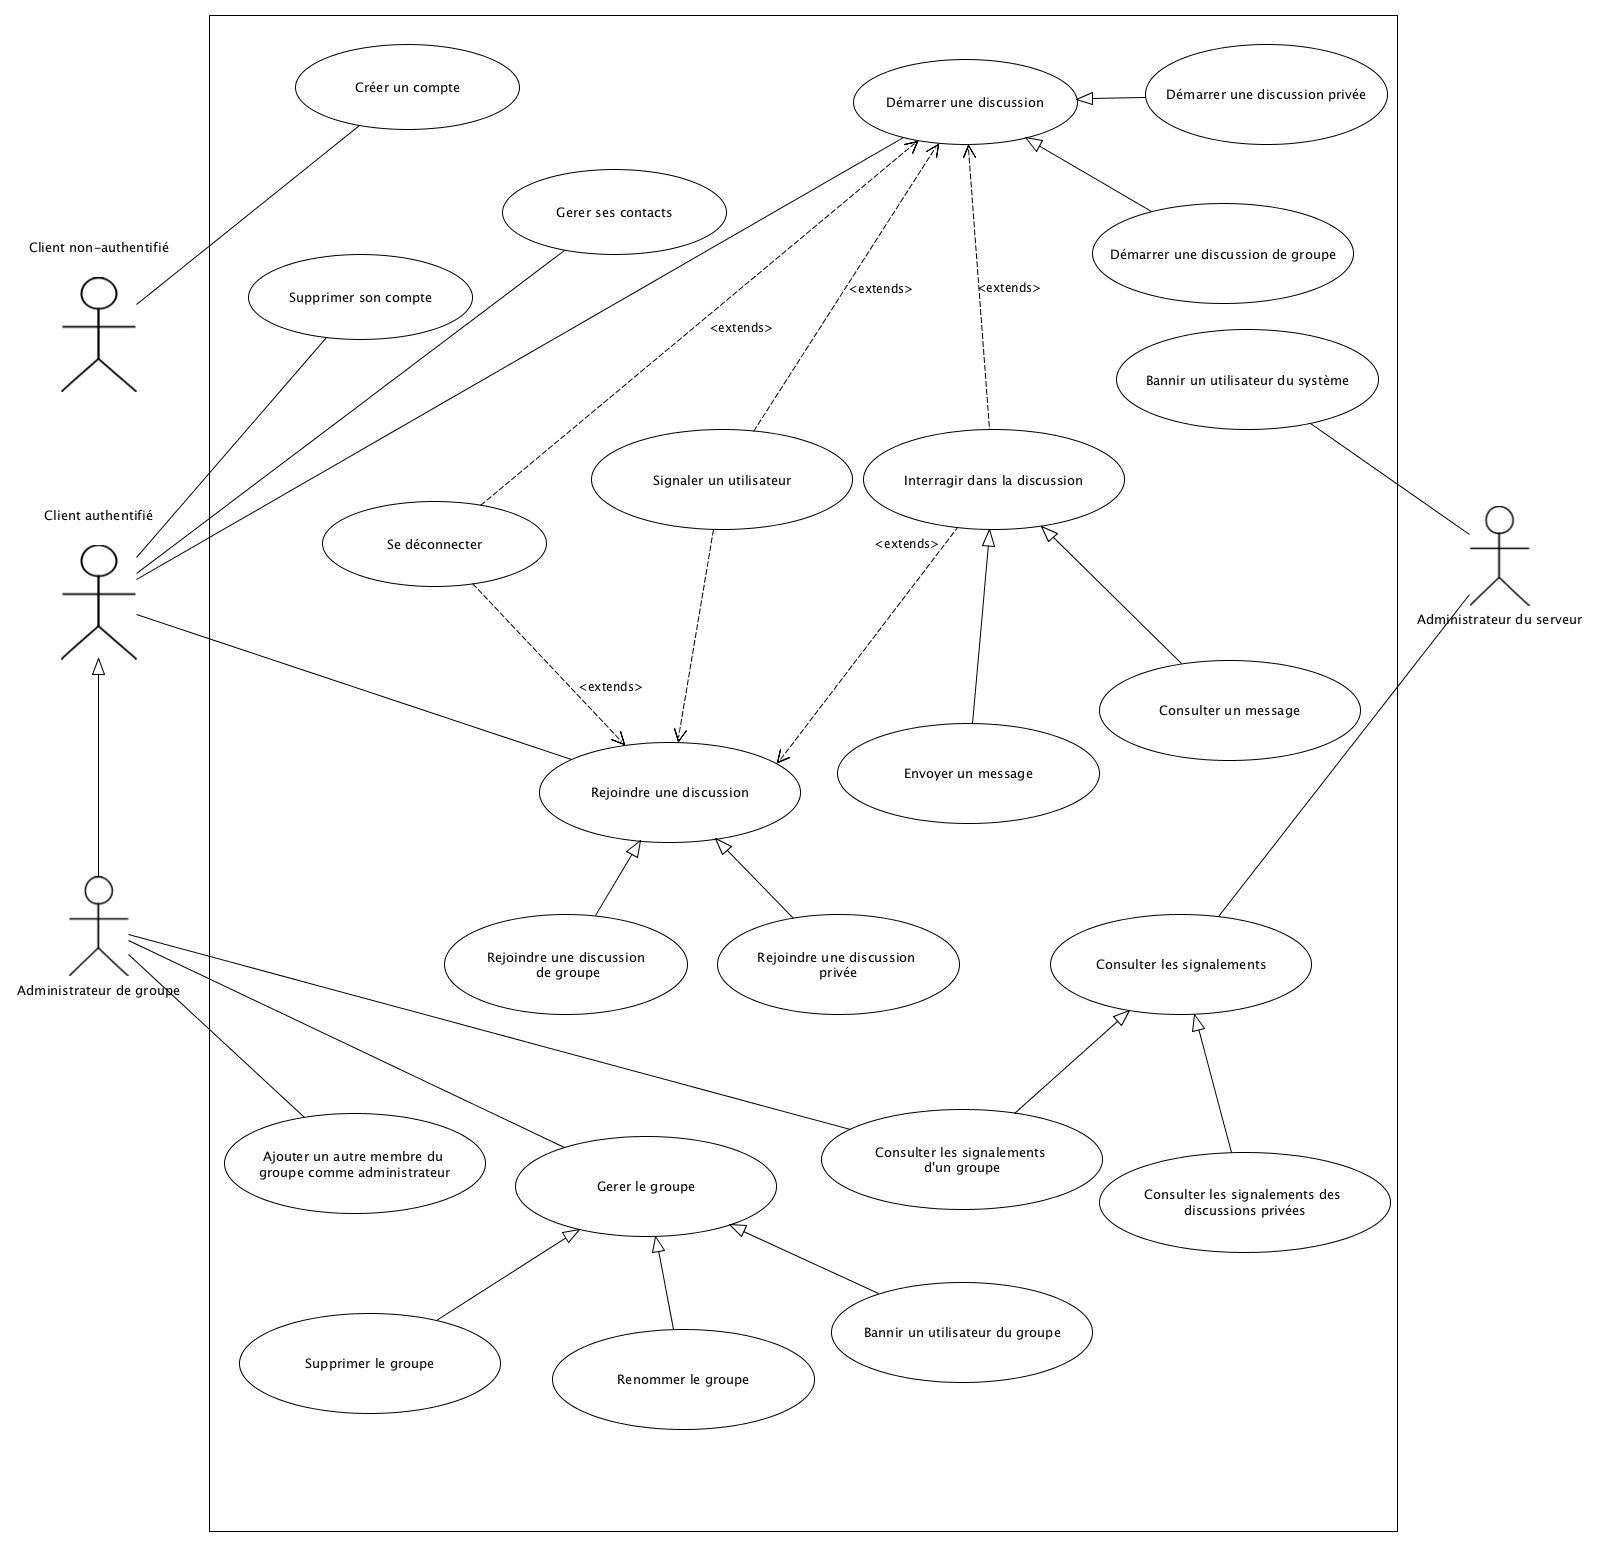 Créer un compte
Démarrer une discussion
Démarrer une discussion privée
Gerer ses contacts
Client non-authentifié
Démarrer une discussion de groupe
Supprimer son compte
<extends>
<extends>
<extends>
Bannir un utilisateur du système
Signaler un utilisateur
Interragir dans la discussion
Client authentifié
Se déconnecter
<extends>
Administrateur du serveur
<extends>
Consulter un message
Envoyer un message
Rejoindre une discussion
Rejoindre une discussion
de groupe
Rejoindre une discussion
privée
Consulter les signalements
Administrateur de groupe
Ajouter un autre membre du
groupe comme administrateur
Gerer le groupe
Consulter les signalements
d'un groupe
Consulter les signalements des
discussions privées
Bannir un utilisateur du groupe
Supprimer le groupe
Renommer le groupe